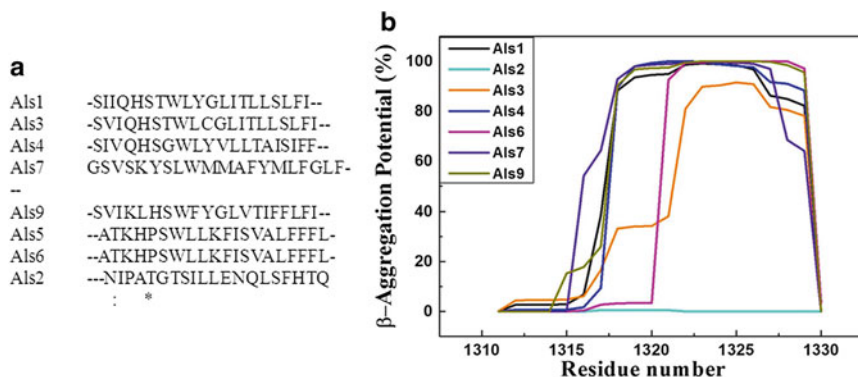 a
Als1 -SIIQHSTWLYGLITLLSLFI--
Als3 -SVIQHSTWLCGLITLLSLFI--
Als4 -SIVQHSGWLYVLLTAISIFF--
Als7 GSVSKYSLWMMAFYMLFGLF-
--
Als9 -SVIKLHSWFYGLVTIFFLFI--
Als5 --ATKHPSWLLKFISVALFFFL-
Als6 --ATKHPSWLLKFISVALFFFL-
Als2 ---NIPATGTSILLENQLSFHTQ
: *
b
β–Aggregation Potential (%)
100
80
60
40
20
0
Als1
Als2
Als3
Als4
Als6
Als7
Als9
1310 1315 1320 1325 1330
Residue number